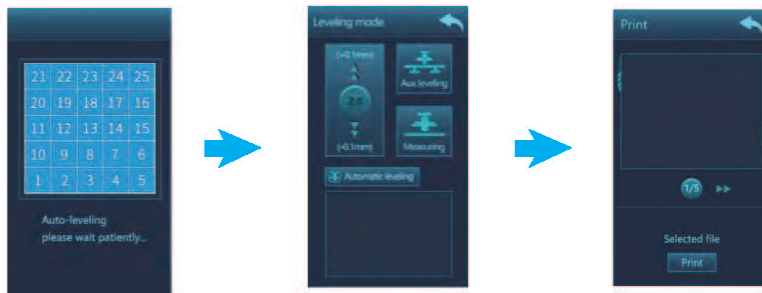 21 22 23 24 25
20 19 18 17 16
11 12 13 14 15
10 9 8 7 6
1 2 3 4 5
Auto-leveling
please wait patiently...
Leveling mode
(+0.1mm)
2.0
(-0.1mm)
Aux leveling
Measuring
Automatic leveling
Print
1/5
Selected file
Print